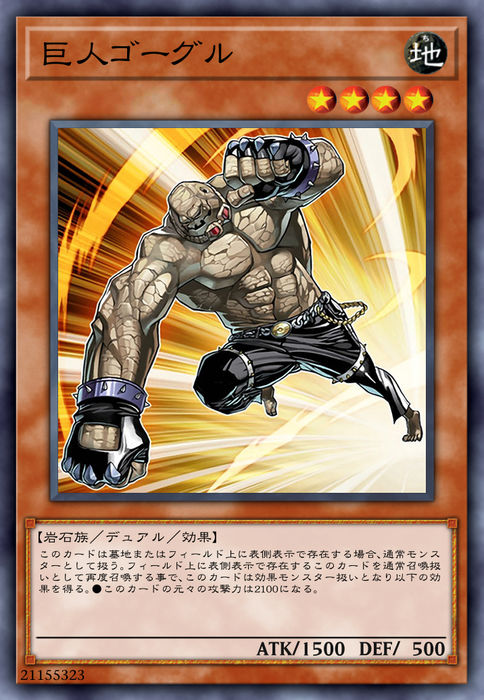 巨人ゴーグル
ち
地
【岩石族／デュアル／効果】
このカードは墓地またはフィールド上に表側表示で存在する場合、通常モンス
ターとして扱う。フィールド上に表側表示で存在するこのカードを通常召喚扱
いとして再度召喚する事で、このカードは効果モンスター扱いとなり以下の効
果を得る。●このカードの元々の攻撃力は2100になる。
ATK/1500 DEF/ 500
21155323